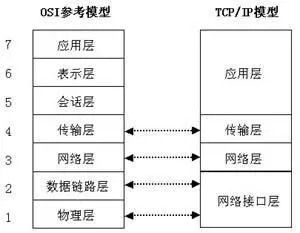 OSI参考模型 TCP/IP模型
7 应用层
6 表示层 应用层
5 会话层
4 传输层 传输层
3 网络层 网络层
2 数据链路层
网络接口层
1 物理层